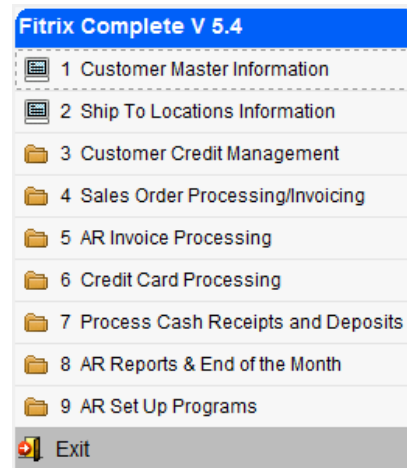 Fitrix Complete V 5.4
1 Customer Master Information
2 Ship To Locations Information
3 Customer Credit Management
4 Sales Order Processing/Invoicing
5 AR Invoice Processing
6 Credit Card Processing
7 Process Cash Receipts and Deposits
8 AR Reports & End of the Month
9 AR Set Up Programs
Exit